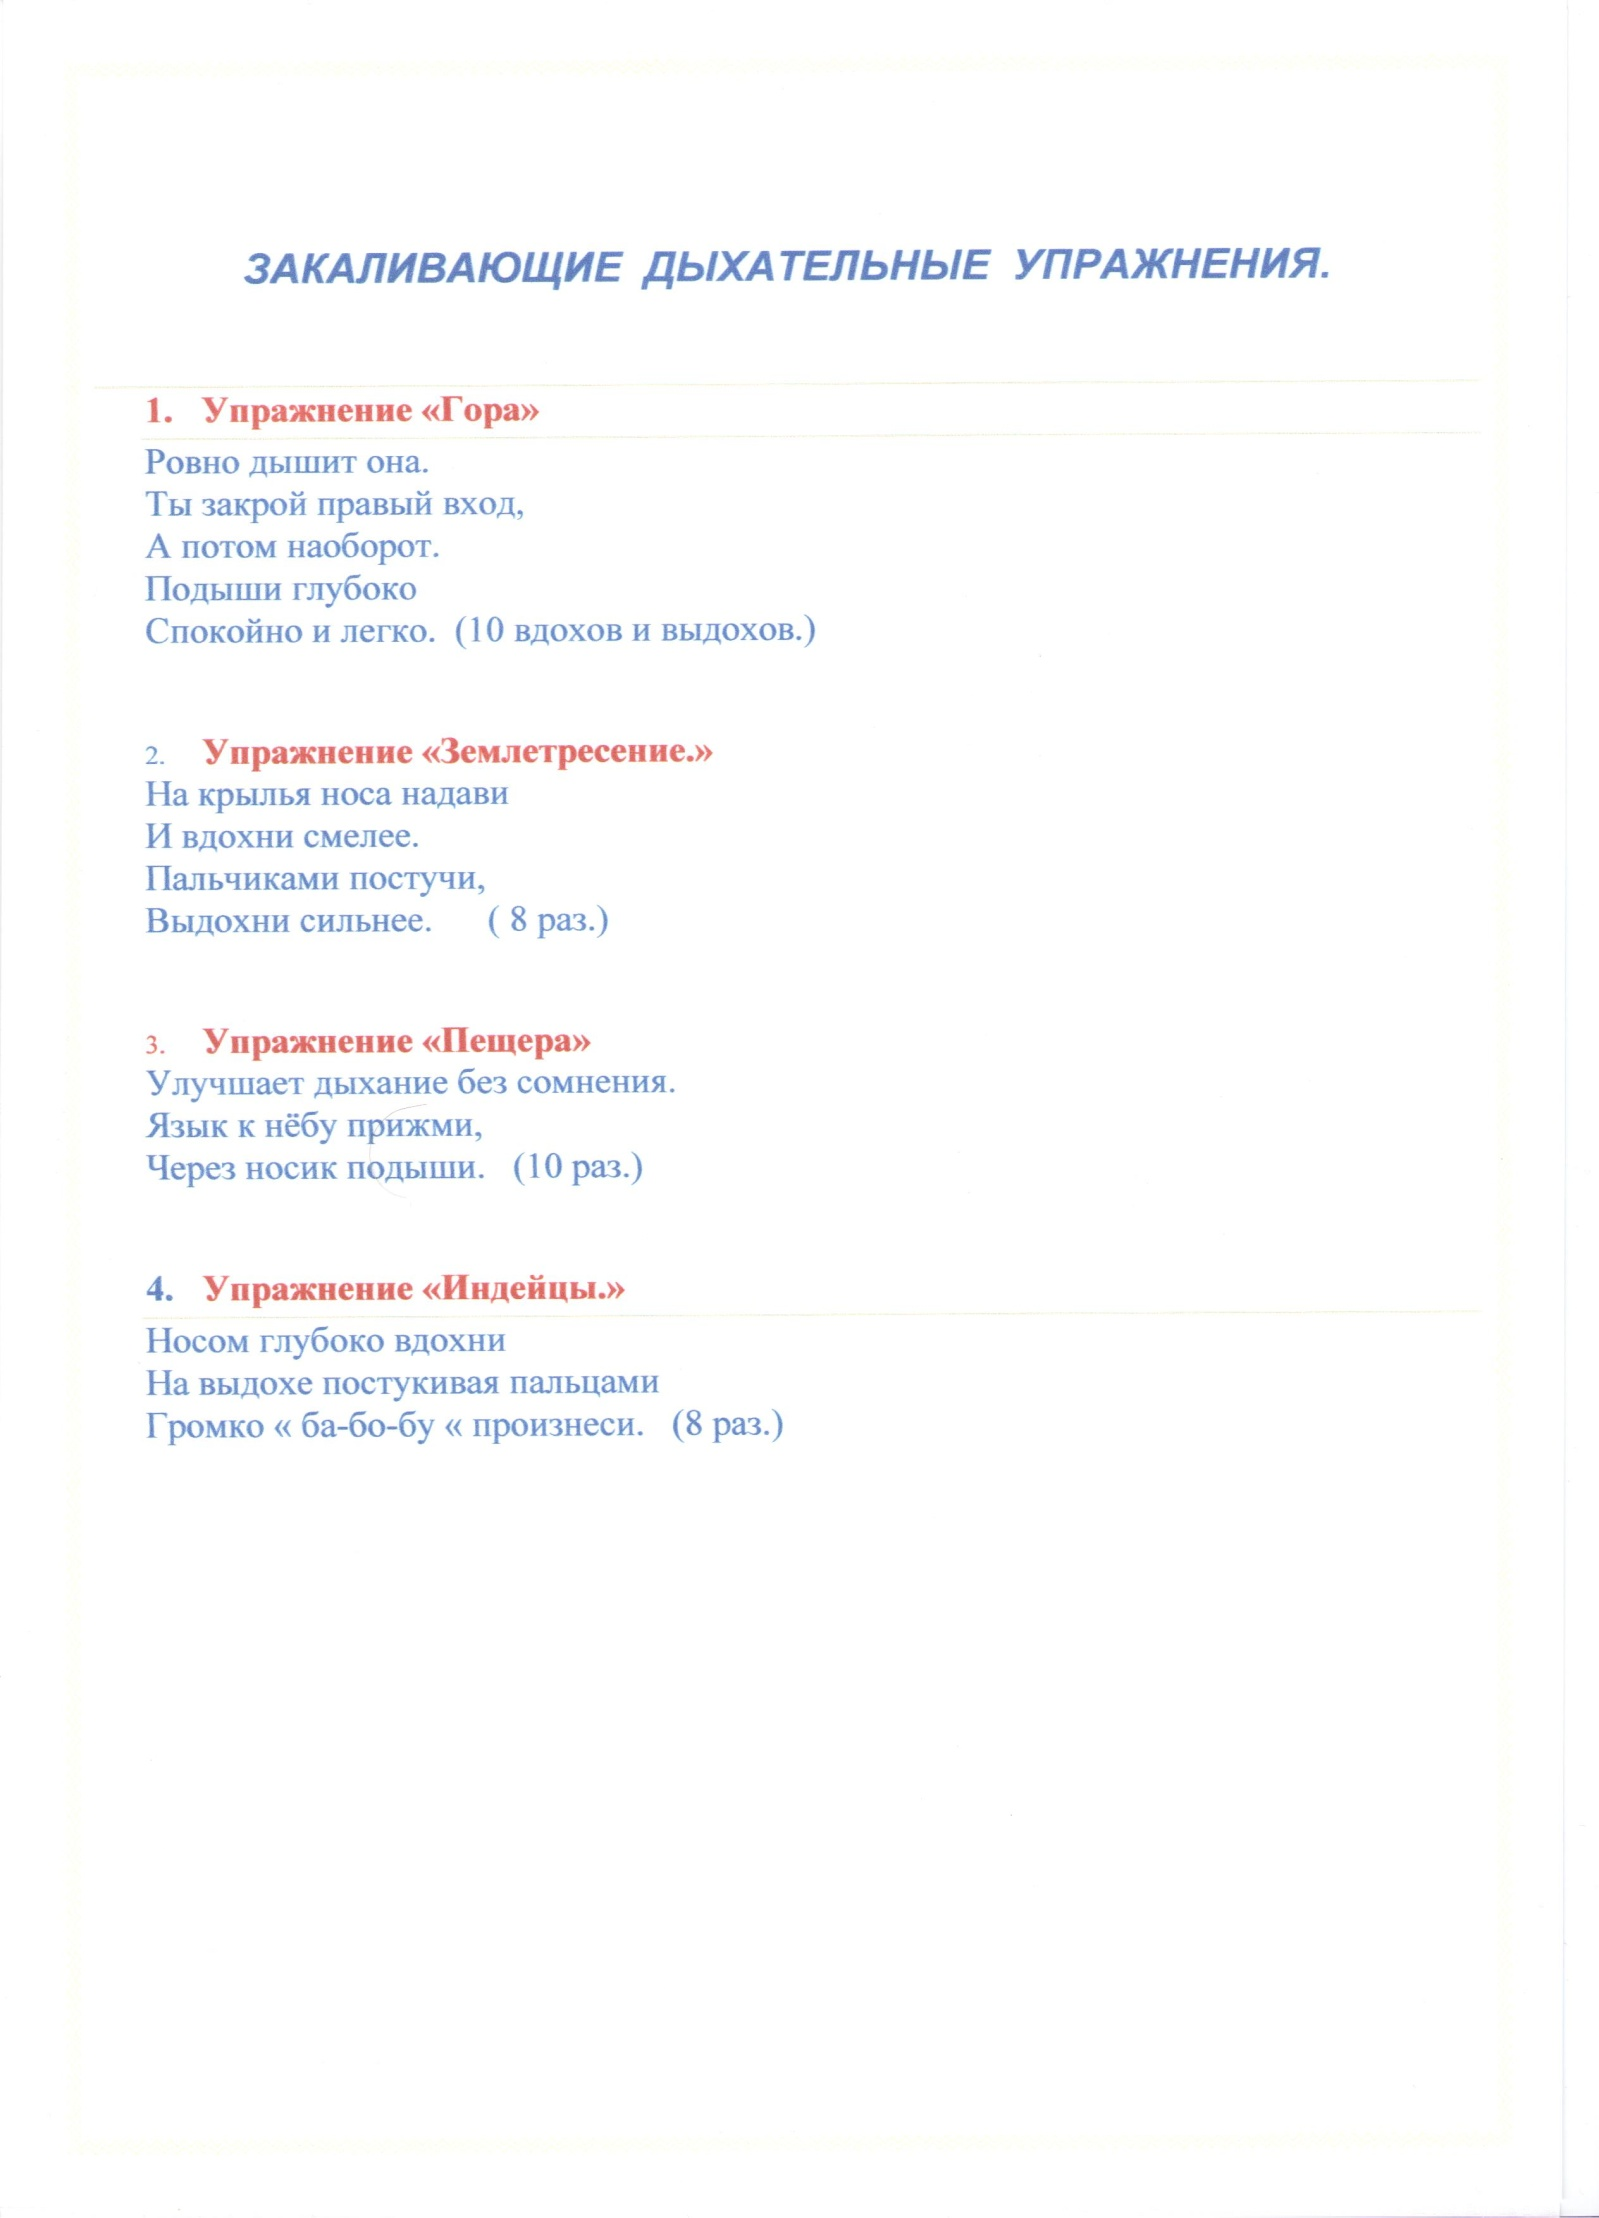 ЗАКАЛИВАЮЩИЕ ДЫХАТЕЛЬНЫЕ УПРАЖНЕНИЯ.
1. Упражнение «Гора»
Ровно дышит она.
Ты закрой правый вход,
А потом наоборот.
Подыши глубоко
Спокойно и легко. (10 вдохов и выдохов.)
2. Упражнение «Землетресение.»
На крылья носа надави
И вдохни смелее.
Пальчиками постучи,
Выдохни сильнее. ( 8 раз.)
3. Упражнение «Пещера»
Улучшает дыхание без сомнения.
Язык к нёбу прижми,
Через носик подыши. (10 раз.)
4. Упражнение «Индейцы.»
Носом глубоко вдохни
На выдохе постукивая пальцами
Громко « ба-бо-бу « произнеси. (8 раз.)